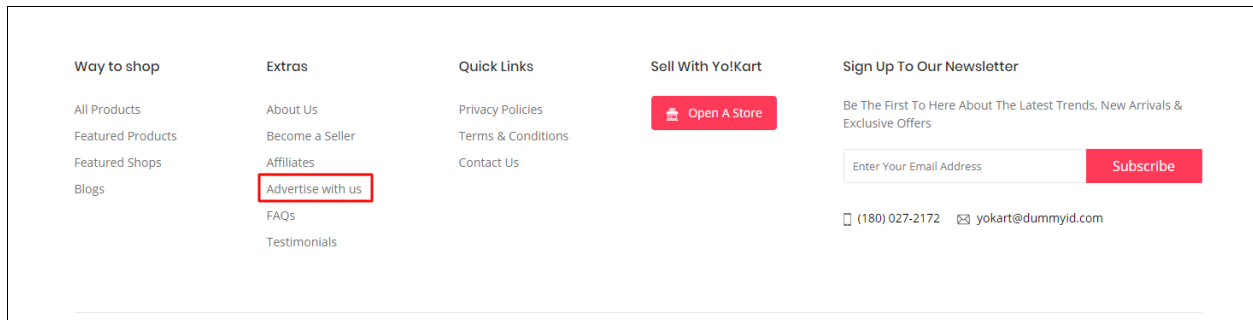 Way to shop
All Products
Featured Products
Featured Shops
Blogs
Extras
About Us
Become a Seller
Affiliates
Advertise with us
FAQs
Testimonials
Quick Links
Privacy Policies
Terms & Conditions
Contact Us
Sell With Yo!Kart
Open A Store
Sign Up To Our Newsletter
Be The First To Here About The Latest Trends, New Arrivals &
Exclusive Offers
Enter Your Email Address
Subscribe
(180) 027-2172
yokart@dummyid.com